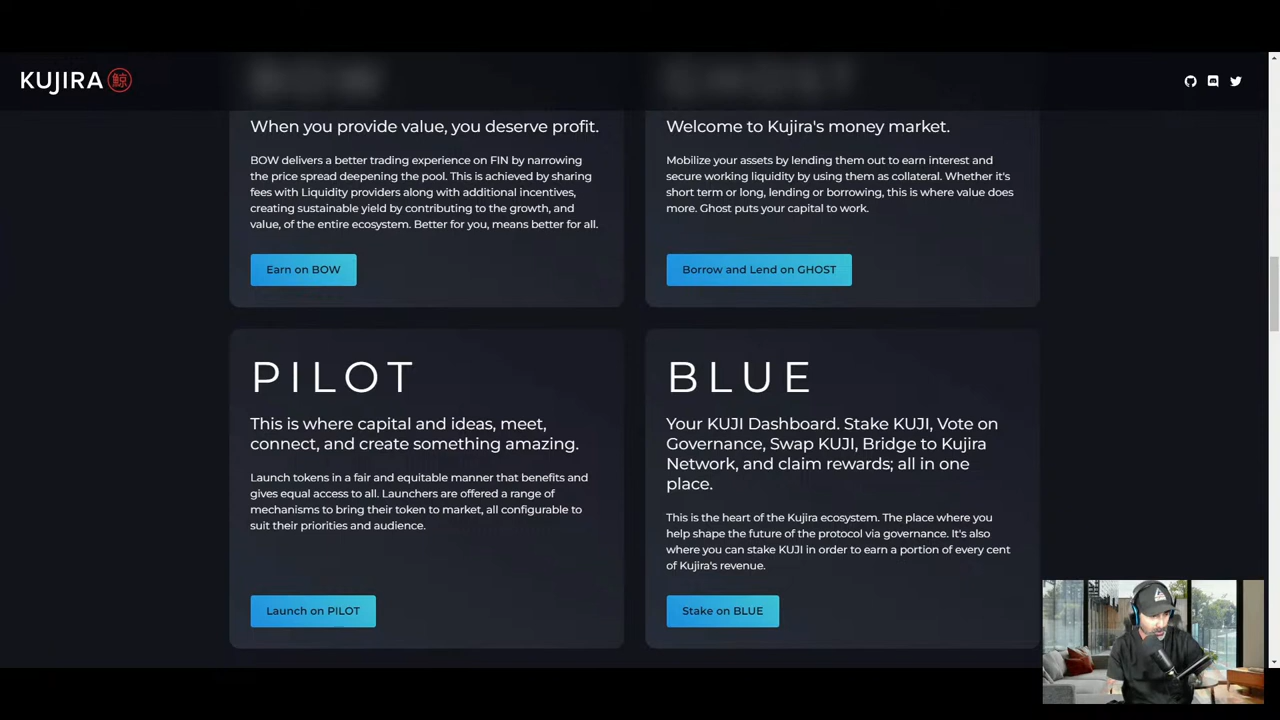 KUJIRA 鯨
BOW
GHOST
When you provide value, you deserve profit.
BOW delivers a better trading experience on FIN by narrowing
the price spread deepening the pool. This is achieved by sharing
fees with Liquidity providers along with additional incentives,
creating sustainable yield by contributing to the growth, and
value, of the entire ecosystem. Better for you, means better for all.
Earn on BOW
Welcome to Kujira's money market.
Mobilize your assets by lending them out to earn interest and
secure working liquidity by using them as collateral. Whether it's
short term or long, lending or borrowing, this is where value does
more. Ghost puts your capital to work.
Borrow and Lend on GHOST
PILOT
This is where capital and ideas, meet,
connect, and create something amazing.
Launch tokens in a fair and equitable manner that benefits and
gives equal access to all. Launchers are offered a range of
mechanisms to bring their token to market, all configurable to
suit their priorities and audience.
Launch on PILOT
BLUE
Your KUJI Dashboard. Stake KUJI, Vote on
Governance, Swap KUJI, Bridge to Kujira
Network, and claim rewards; all in one
place.
This is the heart of the Kujira ecosystem. The place where you
help shape the future of the protocol via governance. It's also
where you can stake KUJI in order to earn a portion of every cent
of Kujira's revenue.
Stake on BLUE